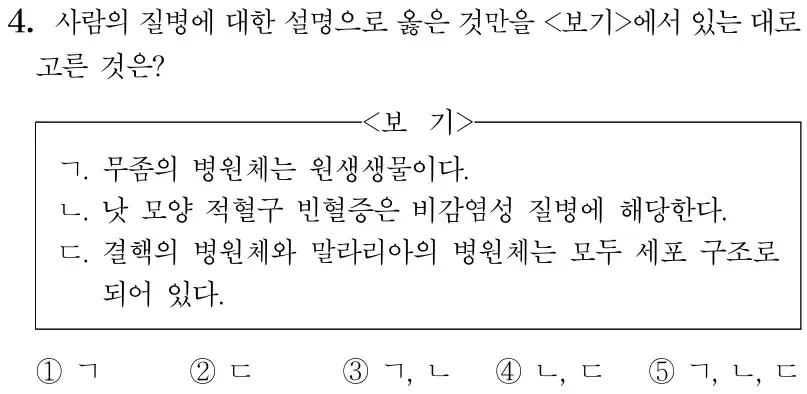 4. 사람의 질병에 대한 설명으로 옳은 것만을 <보기>에서 있는 대로
고른 것은?
<보 기>
ㄱ. 무좀의 병원체는 원생생물이다.
ㄴ. 낫 모양 적혈구 빈혈증은 비감염성 질병에 해당한다.
ㄷ. 결핵의 병원체와 말라리아의 병원체는 모두 세포 구조로
되어 있다.
① ㄱ ② ㄷ ③ ㄱ, ㄴ ④ ㄴ, ㄷ ⑤ ㄱ, ㄴ, ㄷ